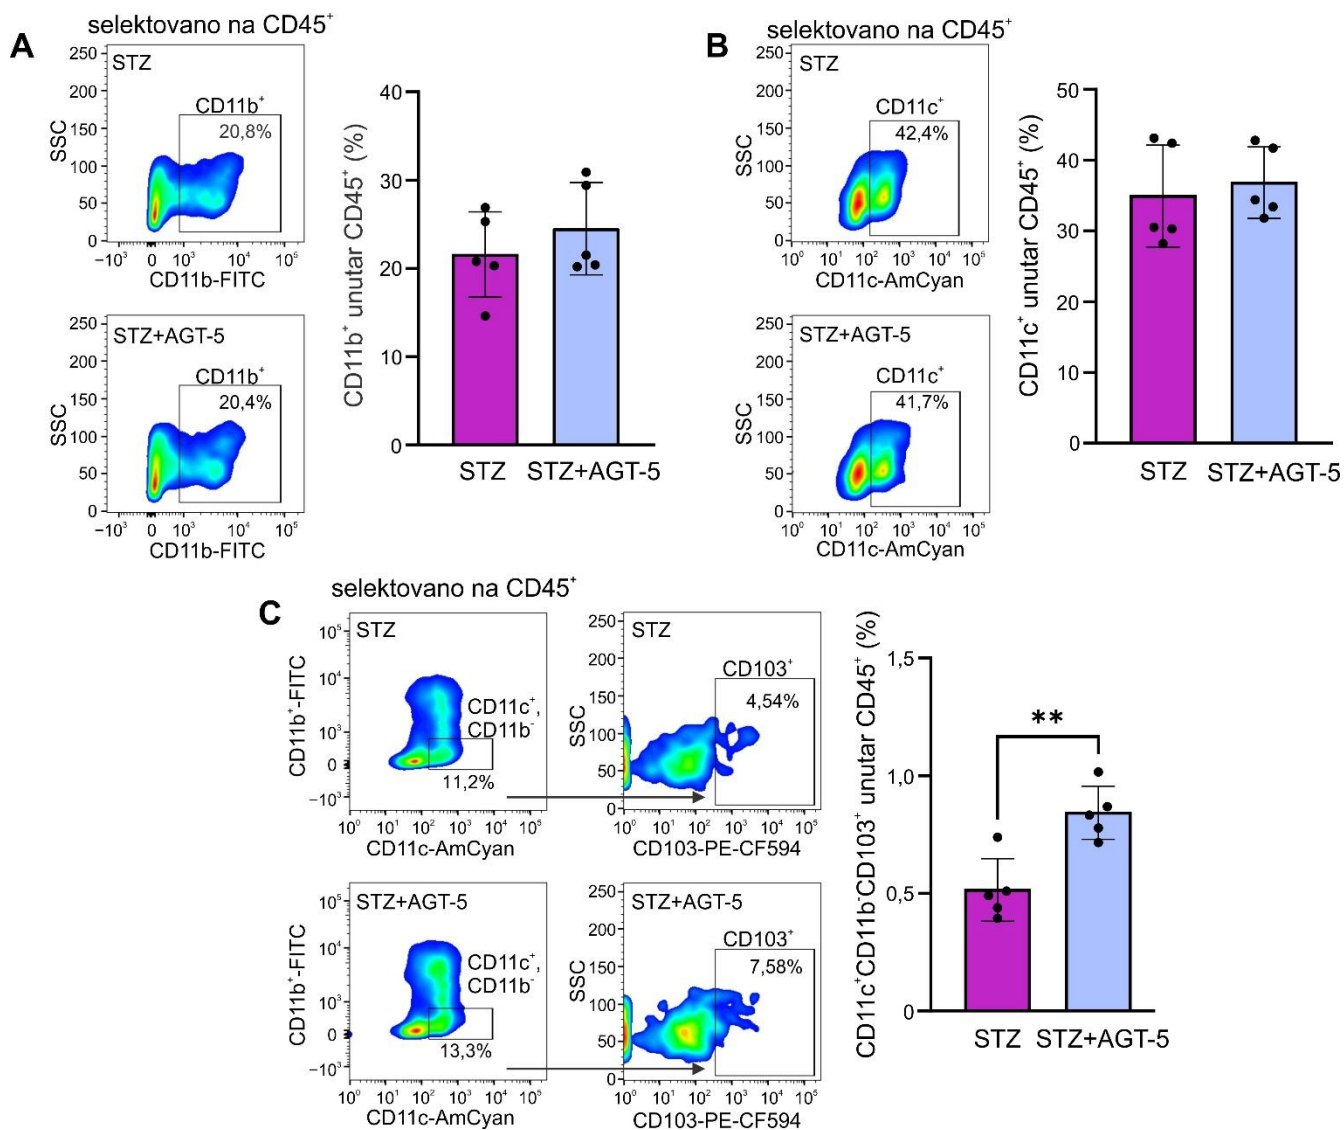 A
selektovano na CD45⁺
STZ
CD11b⁺
20,8%
SSC
250
200
150
100
50
0
−10³ 0 10³ 10⁴ 10⁵
CD11b-FITC
STZ+AGT-5
CD11b⁺
20,4%
SSC
250
200
150
100
50
0
−10³ 0 10³ 10⁴ 10⁵
CD11b-FITC
CD11b⁺ unutar CD45⁺ (%)
40
30
20
10
0
STZ STZ+AGT-5
B
selektovano na CD45⁺
STZ
CD11c⁺
42,4%
SSC
250
200
150
100
50
0
10⁰ 10¹ 10² 10³ 10⁴ 10⁵
CD11c-AmCyan
STZ+AGT-5
CD11c⁺
41,7%
SSC
250
200
150
100
50
0
10⁰ 10¹ 10² 10³ 10⁴ 10⁵
CD11c-AmCyan
CD11c⁺ unutar CD45⁺ (%)
50
40
30
20
10
0
STZ STZ+AGT-5
C
selektovano na CD45⁺
STZ
CD11c⁺,
CD11b⁻
11,2%
CD11b⁺-FITC
10⁵
10⁴
10³
0
−10³
10⁰ 10¹ 10² 10³ 10⁴ 10⁵
CD11c-AmCyan
STZ
CD103⁺
4,54%
SSC
250
200
150
100
50
0
10⁰ 10¹ 10² 10³ 10⁴ 10⁵
CD103-PE-CF594
STZ+AGT-5
CD11c⁺,
CD11b⁻
13,3%
CD11b⁺-FITC
10⁵
10⁴
10³
0
−10³
10⁰ 10¹ 10² 10³ 10⁴ 10⁵
CD11c-AmCyan
STZ+AGT-5
CD103⁺
7,58%
SSC
250
200
150
100
50
0
10⁰ 10¹ 10² 10³ 10⁴ 10⁵
CD103-PE-CF594
CD11c⁺CD11b⁻CD103⁺ unutar CD45⁺ (%)
1,5
1,0
0,5
0
**
STZ STZ+AGT-5